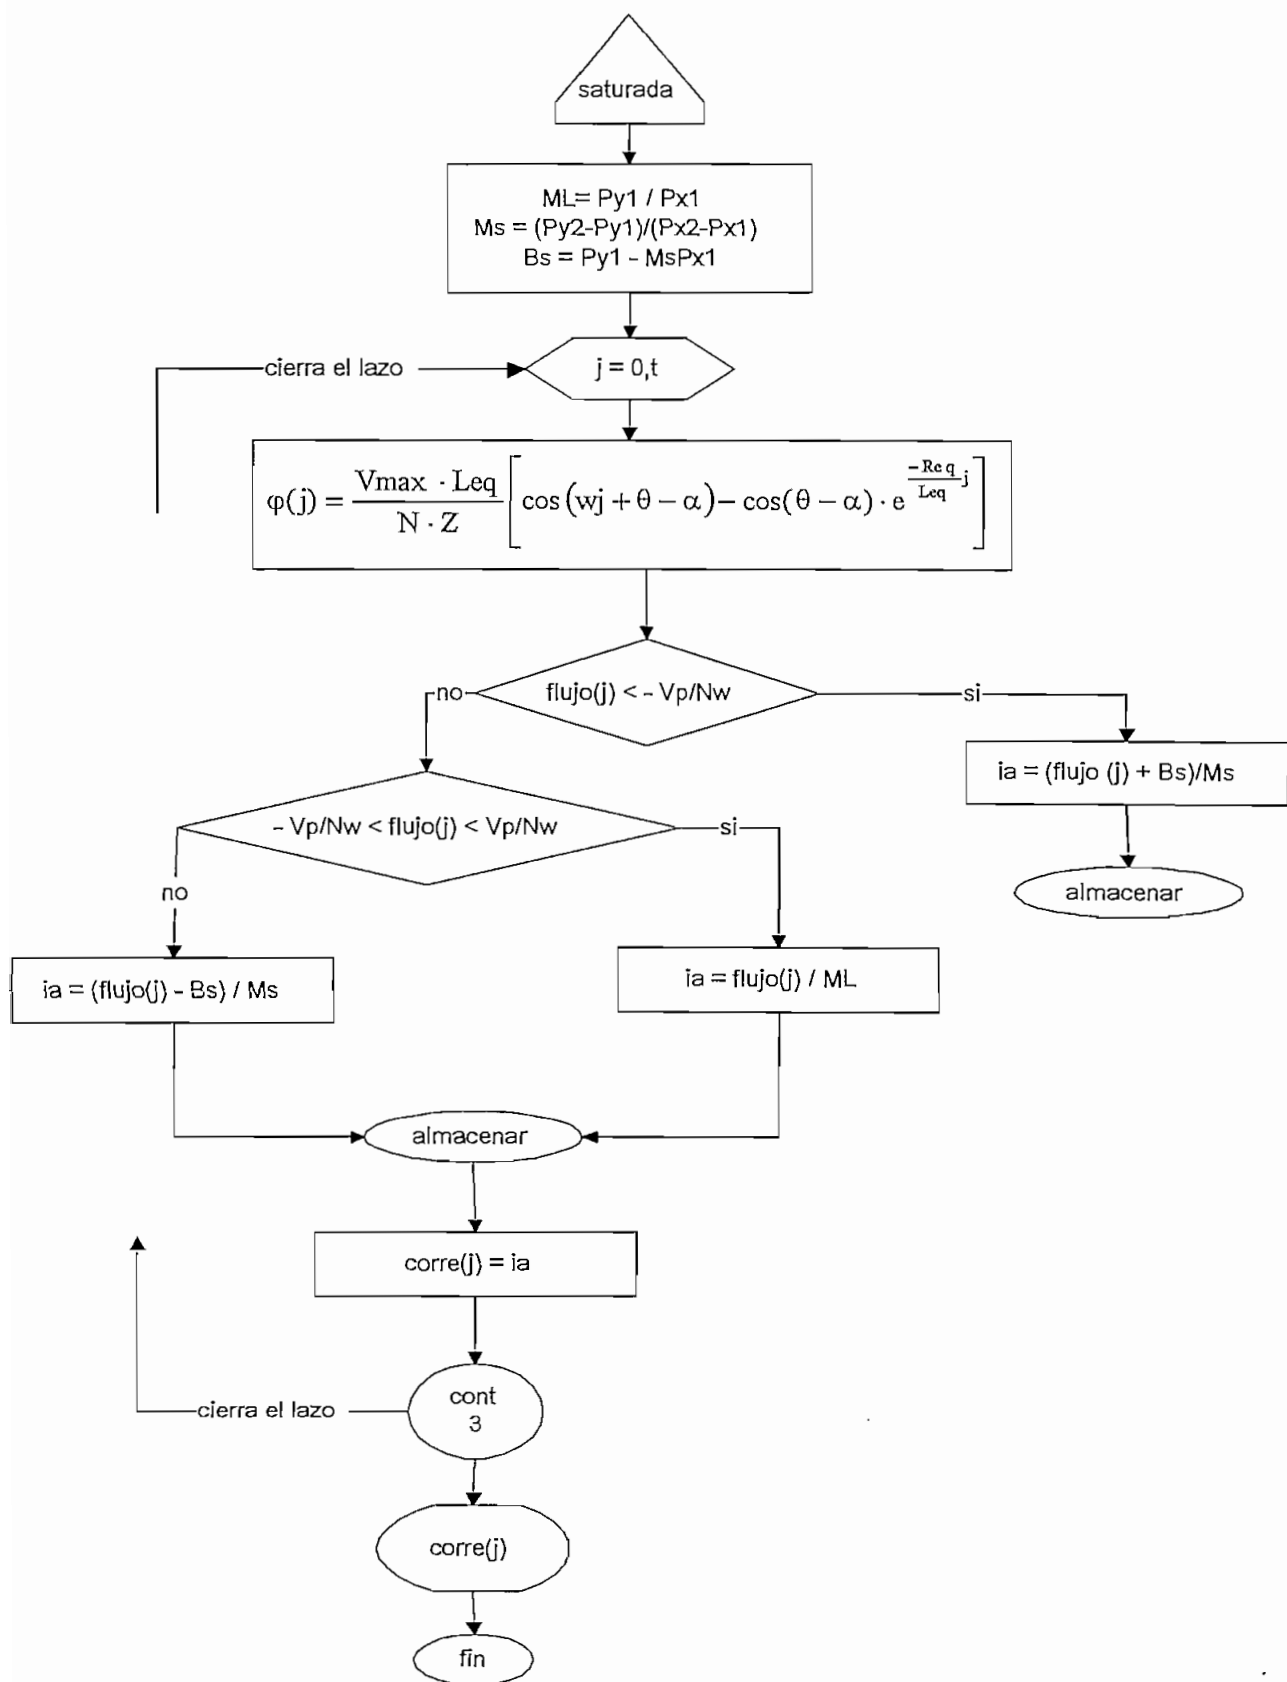 saturada
ML= Py1 / Px1
Ms = (Py2-Py1)/(Px2-Px1)
Bs = Py1 - MsPx1
cierra el lazo
j = 0,t
φ(j) = Vmax · Leq / N · Z [cos (wj + θ − α) − cos(θ − α) · e^(−Re q / Leq j)]
flujo(j) < - Vp/Nw
no
si
ia = (flujo (j) + Bs)/Ms
- Vp/Nw < flujo(j) < Vp/Nw
si
no
almacenar
ia = (flujo(j) - Bs) / Ms
ia = flujo(j) / ML
almacenar
corre(j) = ia
cont
3
cierra el lazo
corre(j)
fin